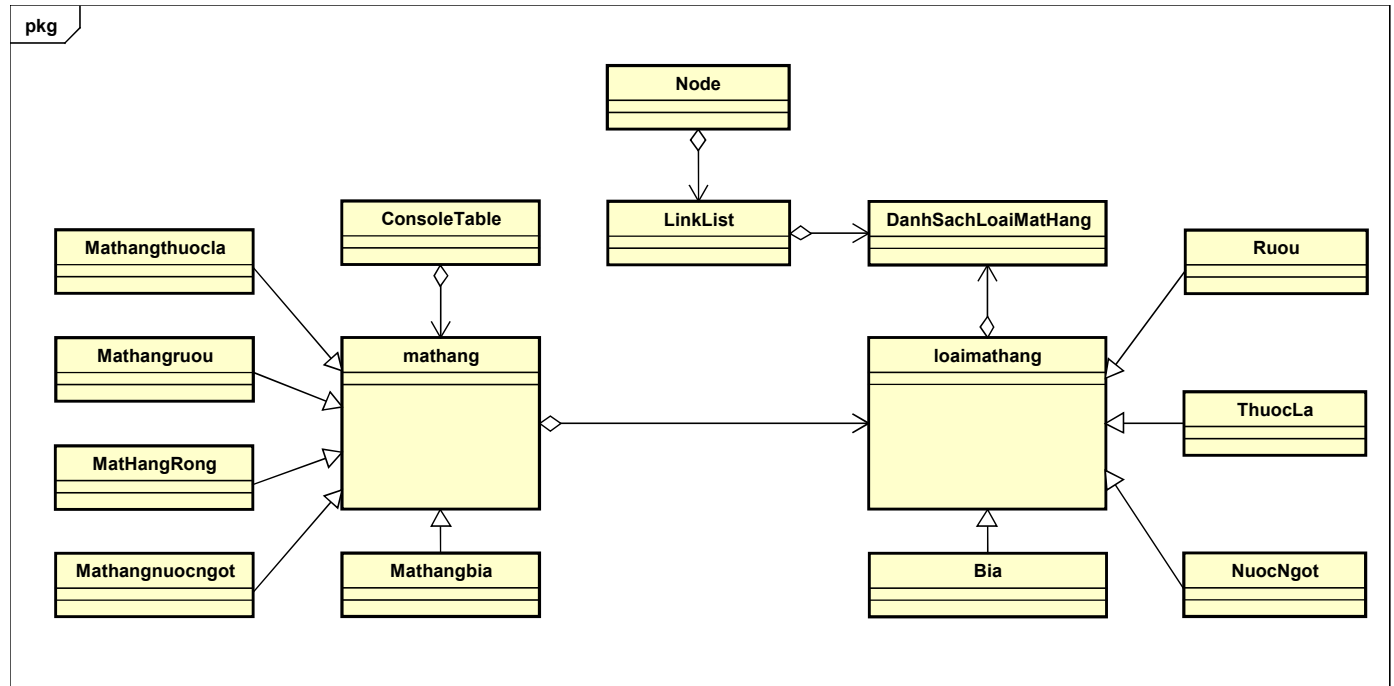 pkg
Node
ConsoleTable
LinkList
DanhSachLoaiMatHang
Mathangthuocla
Ruou
Mathangruou
mathang
loaimathang
ThuocLa
MatHangRong
Mathangnuocngot
Mathangbia
Bia
NuocNgot